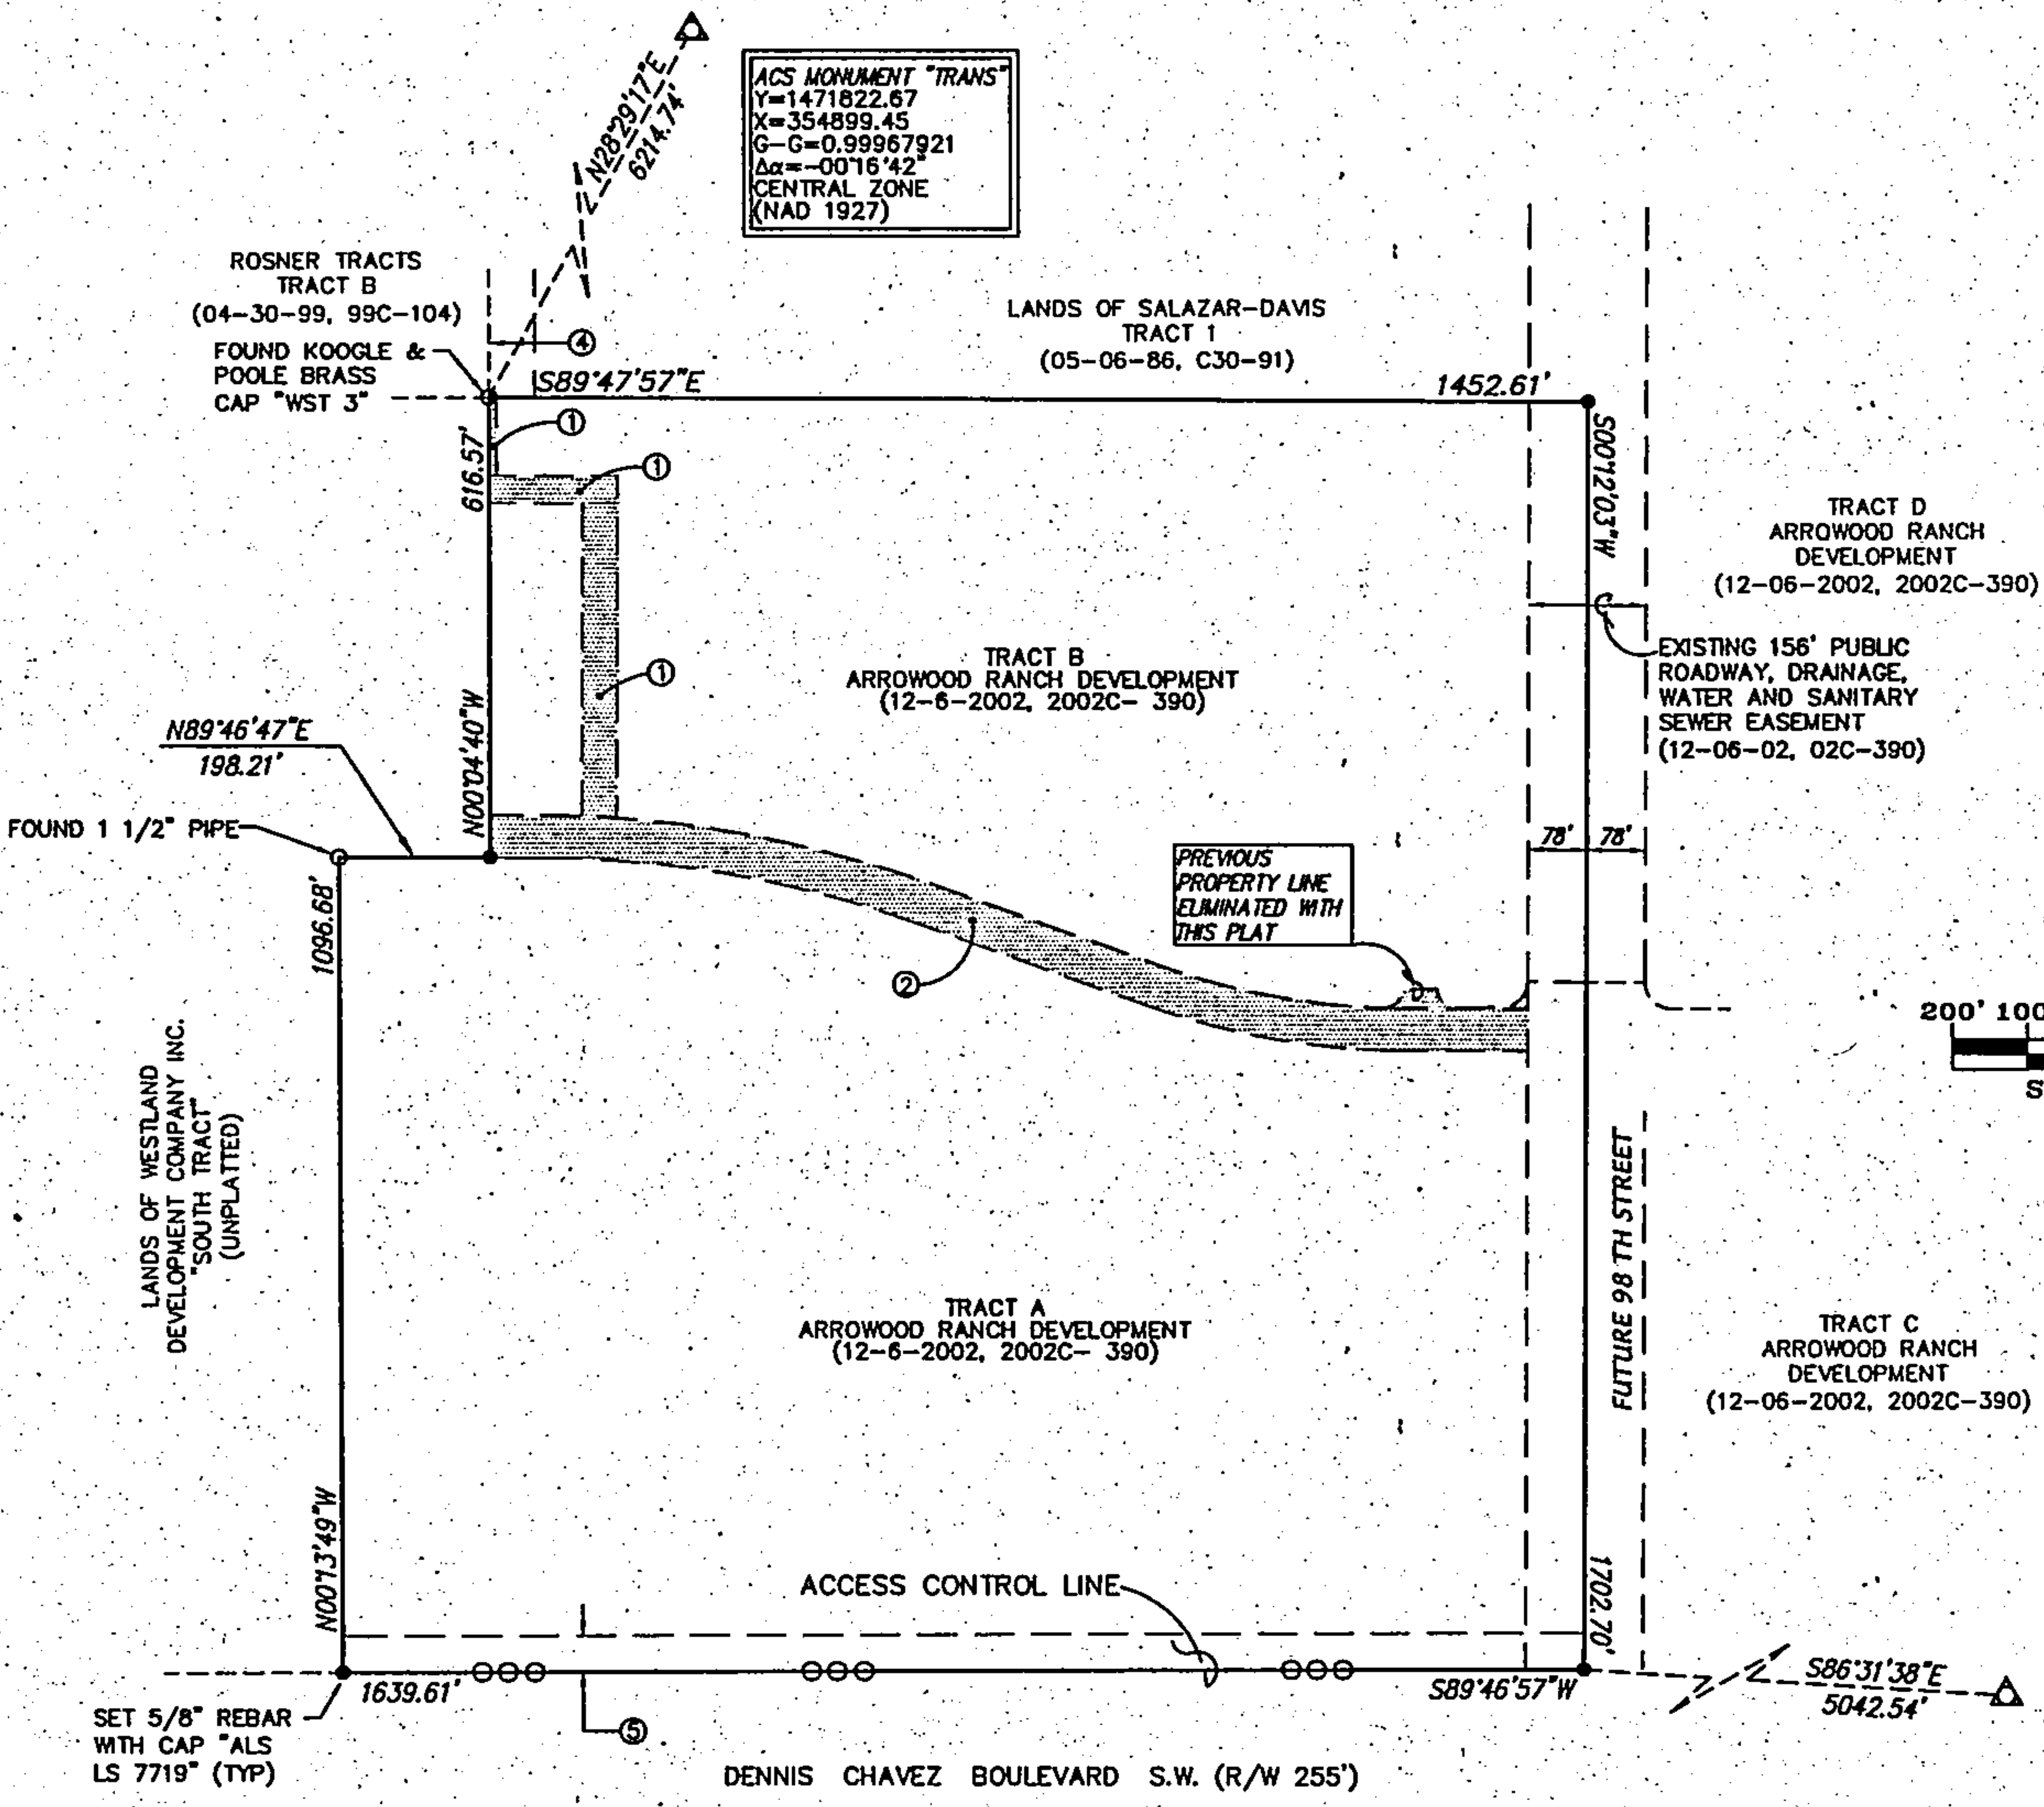 ACS MONUMENT "TRANS"
Y=1471822.67
X=354899.45
G-G=0.99967921
Δα=-00°16'42"
CENTRAL ZONE
(NAD 1927)
N28°29'17"E
6214.74'
ROSNER TRACTS
TRACT B
(04-30-99, 99C-104)
FOUND KOOGLE &
POOLE BRASS
CAP "WST 3"
④
LANDS OF SALAZAR-DAVIS
TRACT 1
(05-06-86, C30-91)
S89°47'57"E
1452.61'
①
①
①
616.57'
N00°04'40"W
S00°12'03"W
TRACT D
ARROWOOD RANCH
DEVELOPMENT
(12-06-2002, 2002C-390)
EXISTING 156' PUBLIC
ROADWAY, DRAINAGE,
WATER AND SANITARY
SEWER EASEMENT
(12-06-02, 02C-390)
TRACT B
ARROWOOD RANCH DEVELOPMENT
(12-6-2002, 2002C- 390)
N89°46'47"E
198.21'
FOUND 1 1/2" PIPE
78' 78'
PREVIOUS
PROPERTY LINE
ELIMINATED WITH
THIS PLAT
②
1096.68'
N00°13'49"W
LANDS OF WESTLAND
DEVELOPMENT COMPANY INC.
"SOUTH TRACT"
(UNPLATTED)
200' 100
S
FUTURE 98 TH STREET
TRACT A
ARROWOOD RANCH DEVELOPMENT
(12-6-2002, 2002C- 390)
TRACT C
ARROWOOD RANCH
DEVELOPMENT
(12-06-2002, 2002C-390)
ACCESS CONTROL LINE
1702.70'
1639.61'
S89°46'57"W
S86°31'38"E
5042.54'
SET 5/8" REBAR
WITH CAP "ALS
LS 7719" (TYP)
⑤
DENNIS CHAVEZ BOULEVARD S.W. (R/W 255')